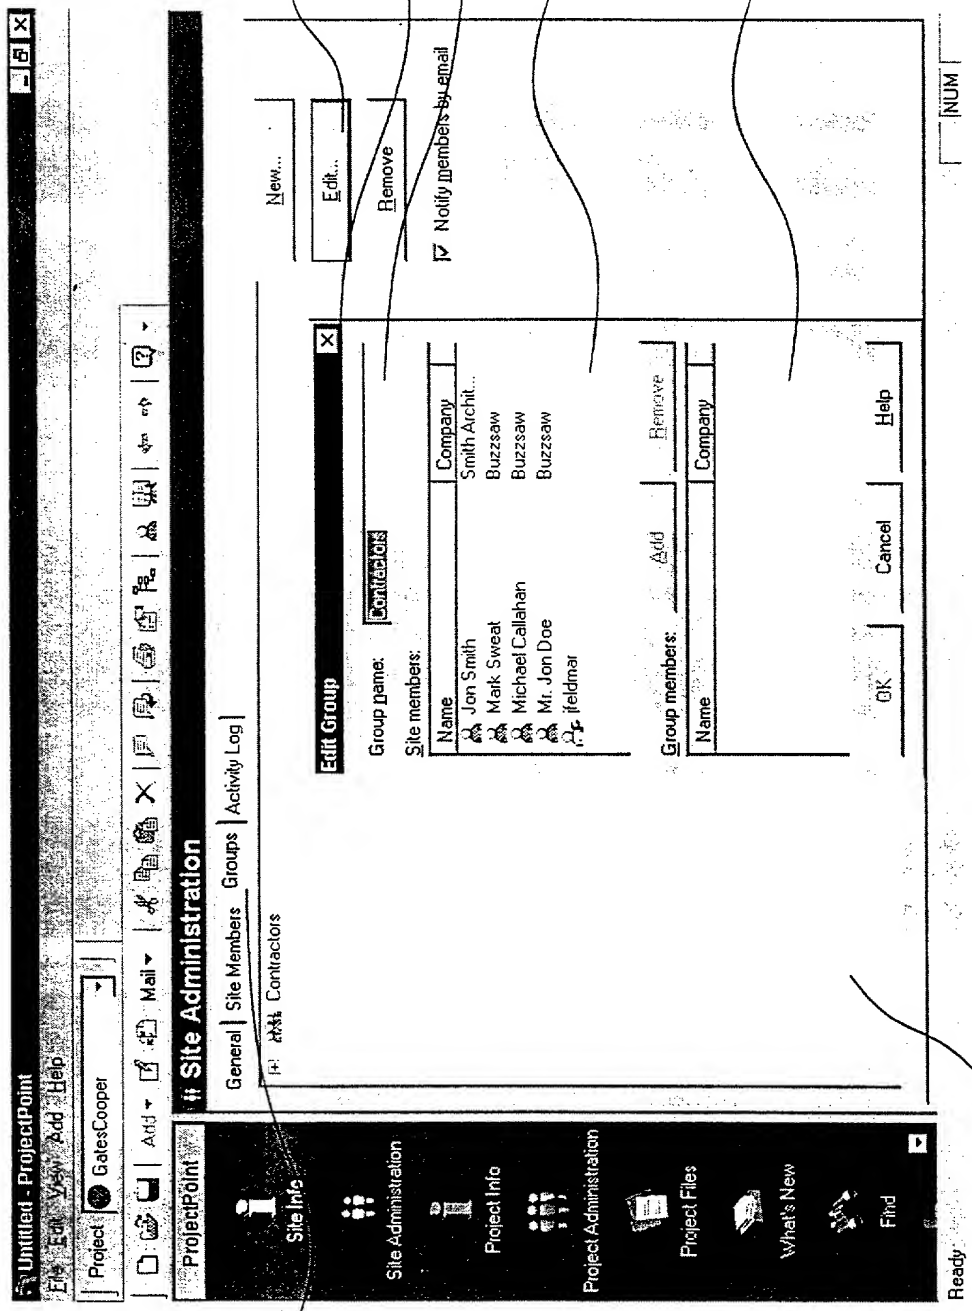 Untitled - ProjectPoint
File Edit View Add Help
Project GatesCooper
Add Mail
ProjectPoint
Site Info
Site Administration
Project Info
Project Administration
Project Files
What's New
Find
Site Administration
General Site Members Groups Activity Log
Contractors
New...
Edit...
Remove
Notify members by email
Edit Group
Group name: Contractors
Site members:
Name Company
Jon Smith Smith Archit...
Mark Sweat Buzzsaw
Michael Callahan Buzzsaw
Mr. Jon Doe Buzzsaw
jfeldmar
Add Remove
Group members:
Name Company
OK Cancel Help
Ready NUM